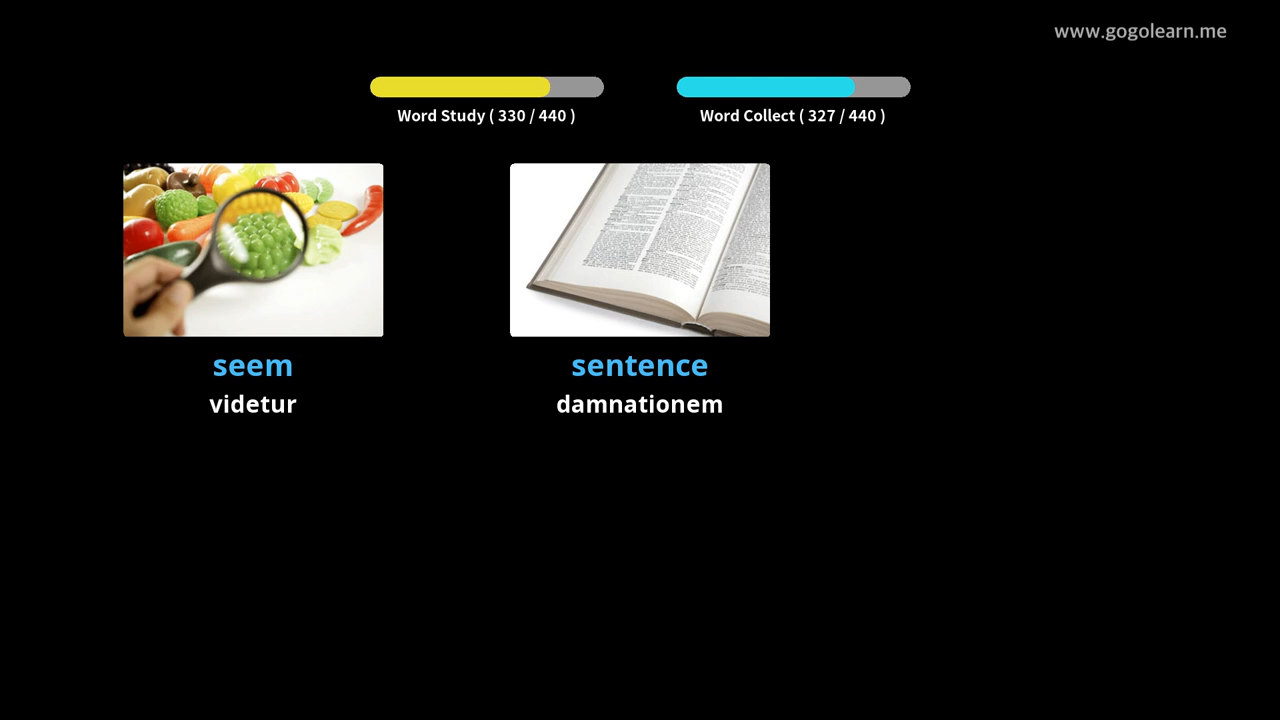 www.gogolearn.me
Word Study ( 330 / 440 )
Word Collect ( 327 / 440 )
seem
videtur
sentence
damnationem